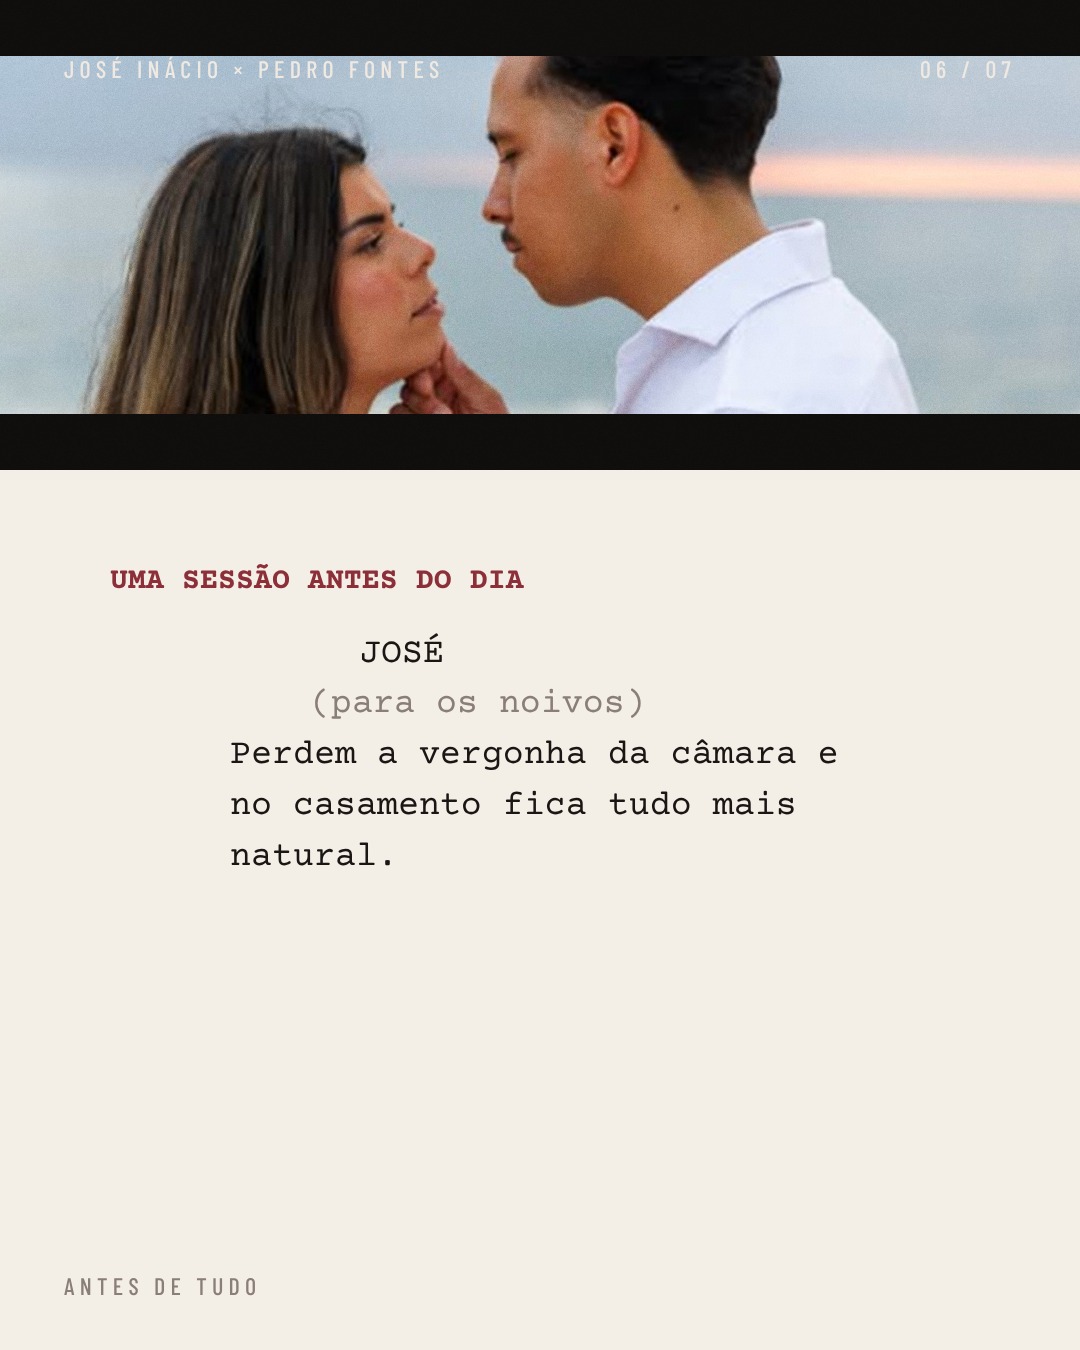 JOSÉ INÁCIO × PEDRO FONTES
06 / 07
UMA SESSÃO ANTES DO DIA
JOSÉ
(para os noivos)
Perdem a vergonha da câmara e
no casamento fica tudo mais
natural.
ANTES DE TUDO